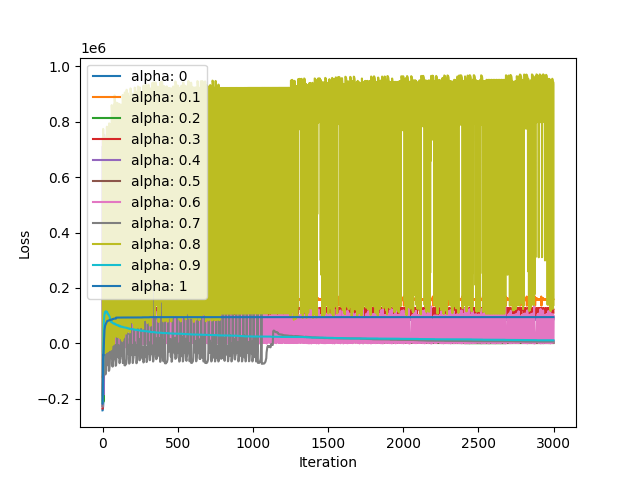 1e6
1.0
0.8
0.6
0.4
0.2
0.0
−0.2
Loss
alpha: 0
alpha: 0.1
alpha: 0.2
alpha: 0.3
alpha: 0.4
alpha: 0.5
alpha: 0.6
alpha: 0.7
alpha: 0.8
alpha: 0.9
alpha: 1
0 500 1000 1500 2000 2500 3000
Iteration